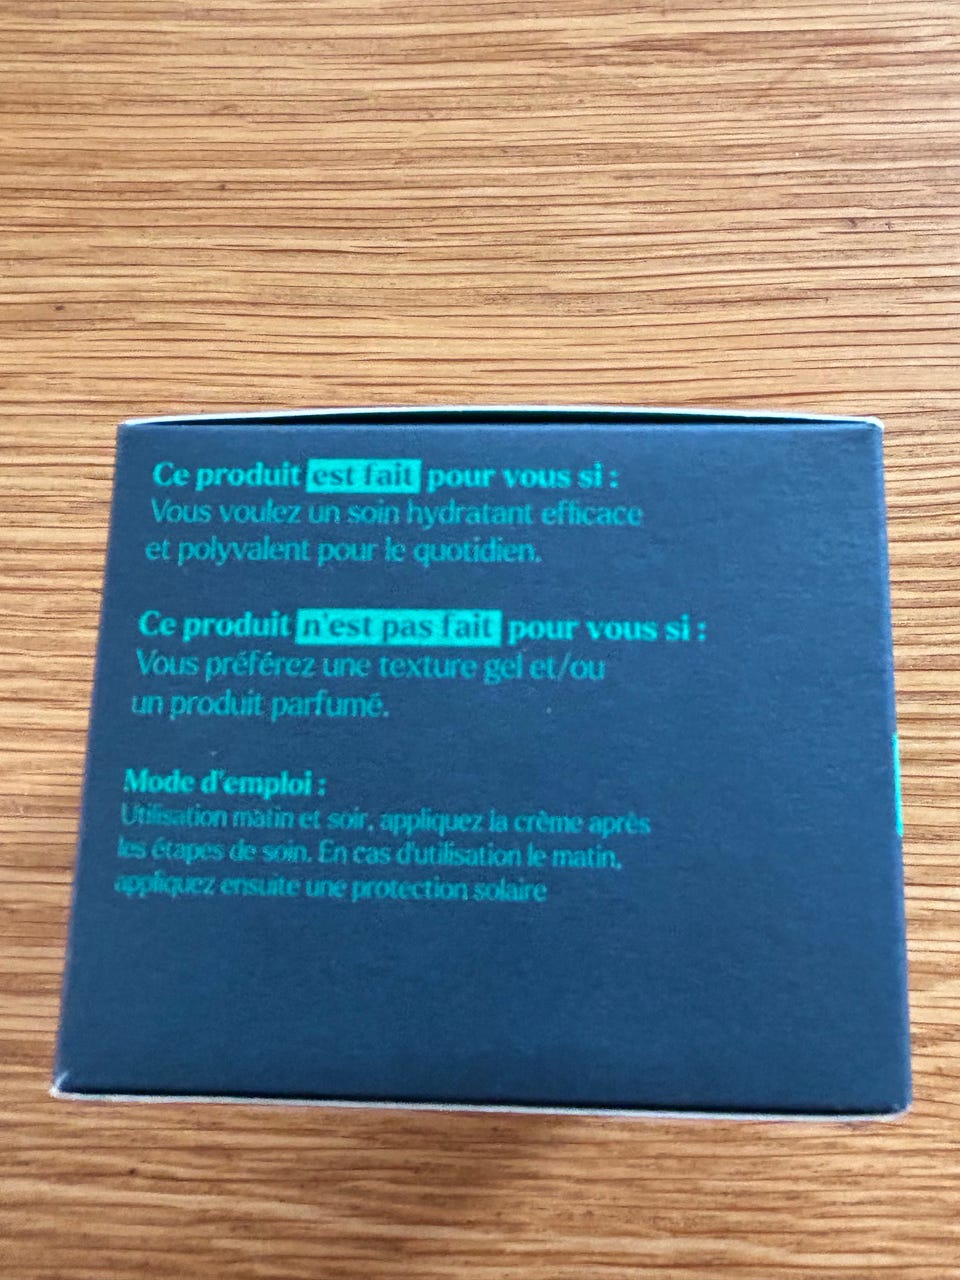 Ce produit est fait pour vous si :
Vous voulez un soin hydratant efficace
et polyvalent pour le quotidien.
Ce produit n'est pas fait pour vous si :
Vous préférez une texture gel et/ou
un produit parfumé.
Mode d'emploi :
Utilisation matin et soir, appliquez la crème après
les étapes de soin. En cas d'utilisation le matin,
appliquez ensuite une protection solaire